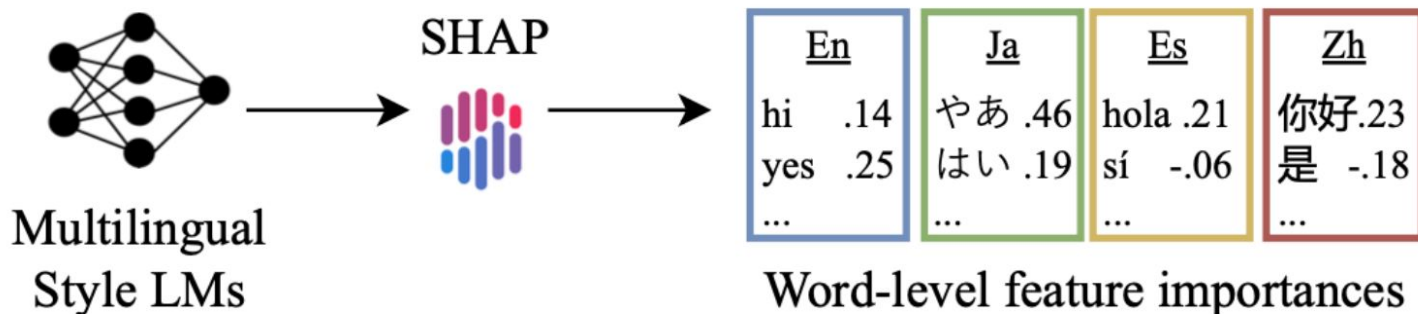 SHAP
Multilingual
Style LMs
En
hi .14
yes .25
...
Ja
やあ .46
はい .19
...
Es
hola .21
sí -.06
...
Zh
你好.23
是 -.18
...
Word-level feature importances